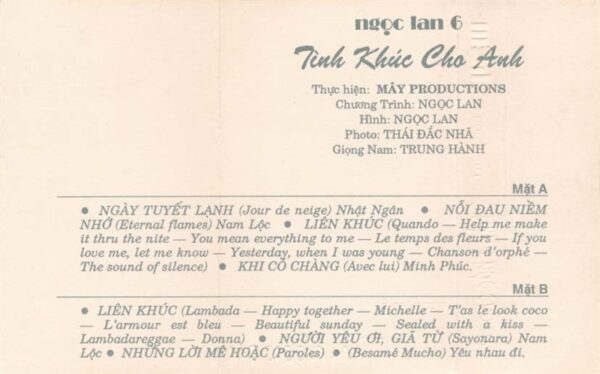 ngọc lan 6
Tình Khúc Cho Anh
Thực hiện: MÂY PRODUCTIONS
Chương Trình: NGỌC LAN
Hình: NGỌC LAN
Photo: THÁI ĐẮC NHÃ
Giọng Nam: TRUNG HÀNH
Mặt A
● NGÀY TUYẾT LẠNH (Jour de neige) Nhật Ngân ● NỖI ĐAU NIỀM
NHỚ (Eternal flames) Nam Lộc ● LIÊN KHÚC (Quando — Help me make
it thru the nite — You mean everything to me — Le temps des fleurs — If you
love me, let me know — Yesterday, when I was young — Chanson d'orphé —
The sound of silence) ● KHI CÓ CHÀNG (Avec lui) Minh Phúc.
Mặt B
● LIÊN KHÚC (Lambada — Happy together — Michelle — T'as le look coco
— L'armour est bleu — Beautiful sunday — Sealed with a kiss —
Lambadareggae — Donna) ● NGƯỜI YÊU ƠI, GIÃ TỪ (Sayonara) Nam
Lộc ● NHỮNG LỜI MÊ HOẶC (Paroles) ● (Besamé Mucho) Yêu nhau đi.